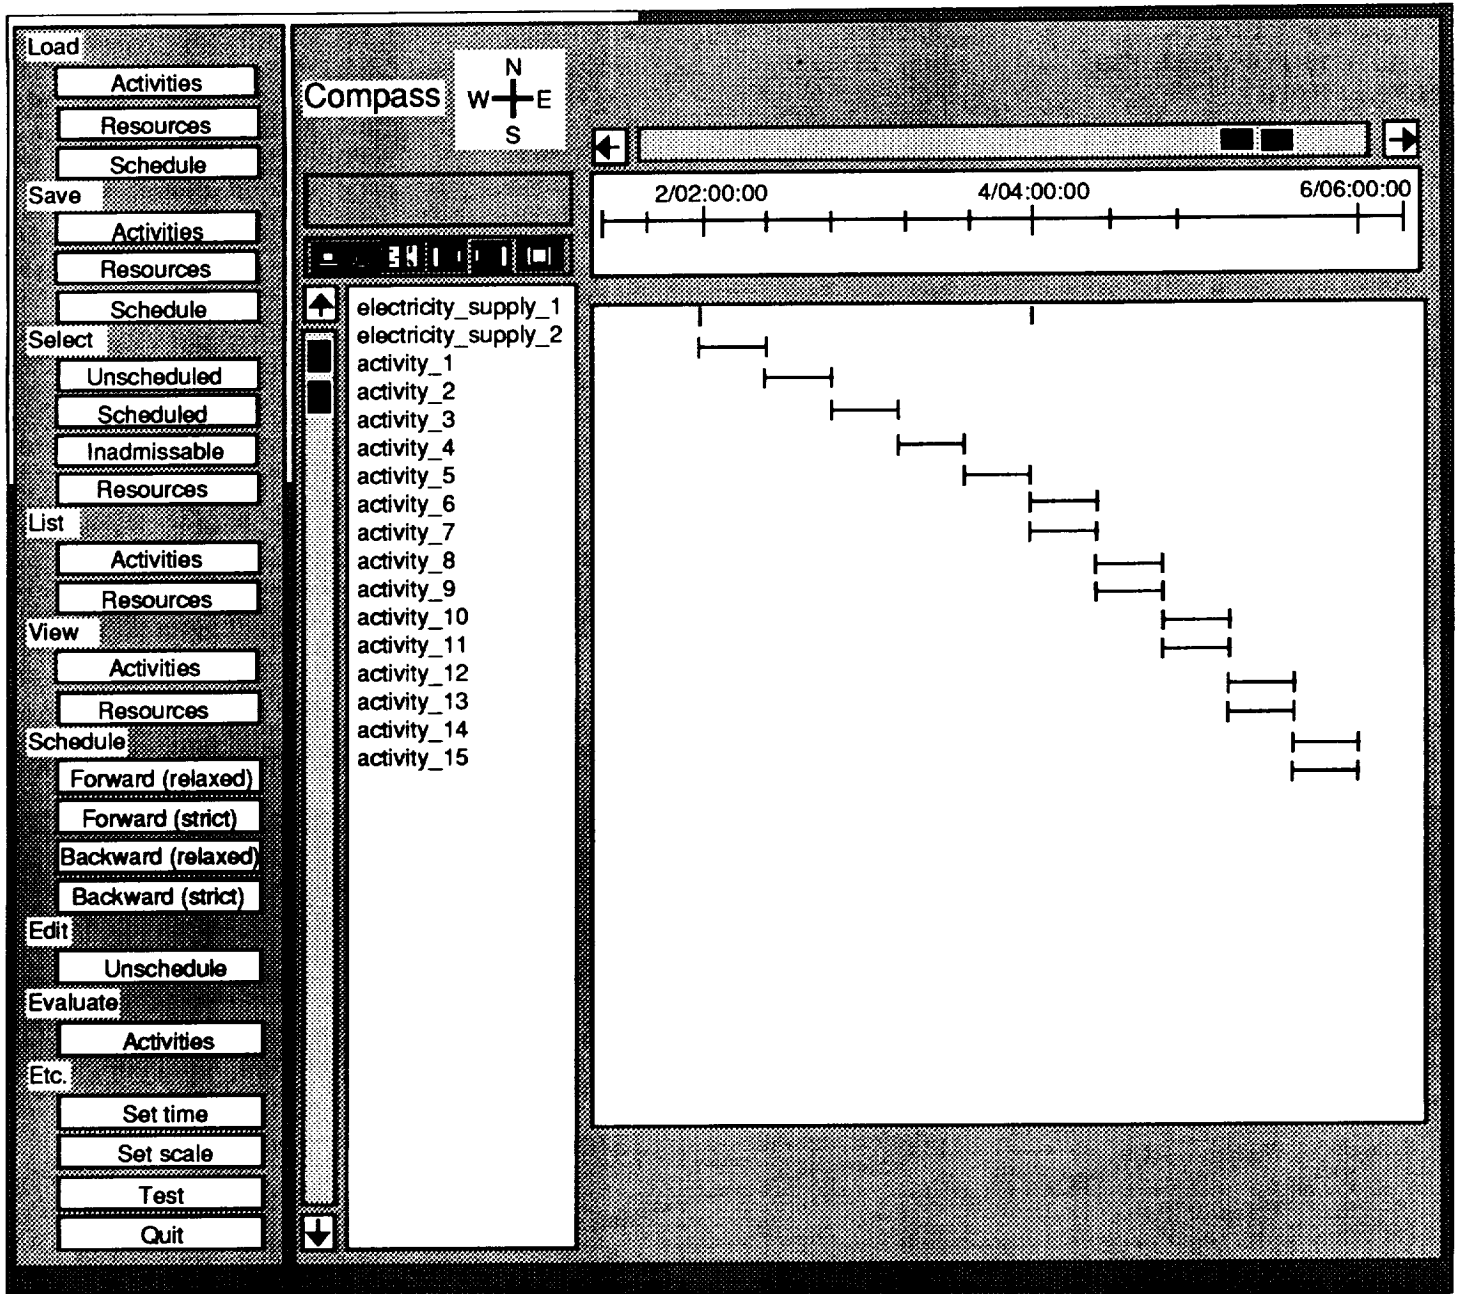 Load
Activities
Resources
Schedule
Save
Activities
Resources
Schedule
Select
Unscheduled
Scheduled
Inadmissable
Resources
List
Activities
Resources
View
Activities
Resources
Schedule
Forward (relaxed)
Forward (strict)
Backward (relaxed)
Backward (strict)
Edit
Unschedule
Evaluate
Activities
Etc.
Set time
Set scale
Test
Quit
Compass
N
W E
S
2/02:00:00 4/04:00:00 6/06:00:00
electricity_supply_1
electricity_supply_2
activity_1
activity_2
activity_3
activity_4
activity_5
activity_6
activity_7
activity_8
activity_9
activity_10
activity_11
activity_12
activity_13
activity_14
activity_15